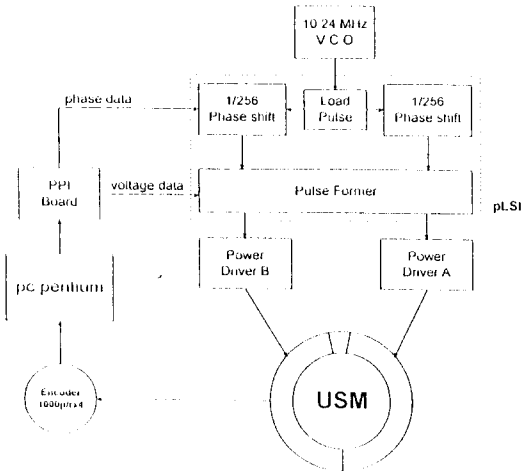 10 24 MHz
V C O
phase data
1/256
Phase shift
Load
Pulse
1/256
Phase shift
PPI
Board
voltage data
Pulse Former
pLSI
Power
Driver B
Power
Driver A
pc pentium
Encoder
USM